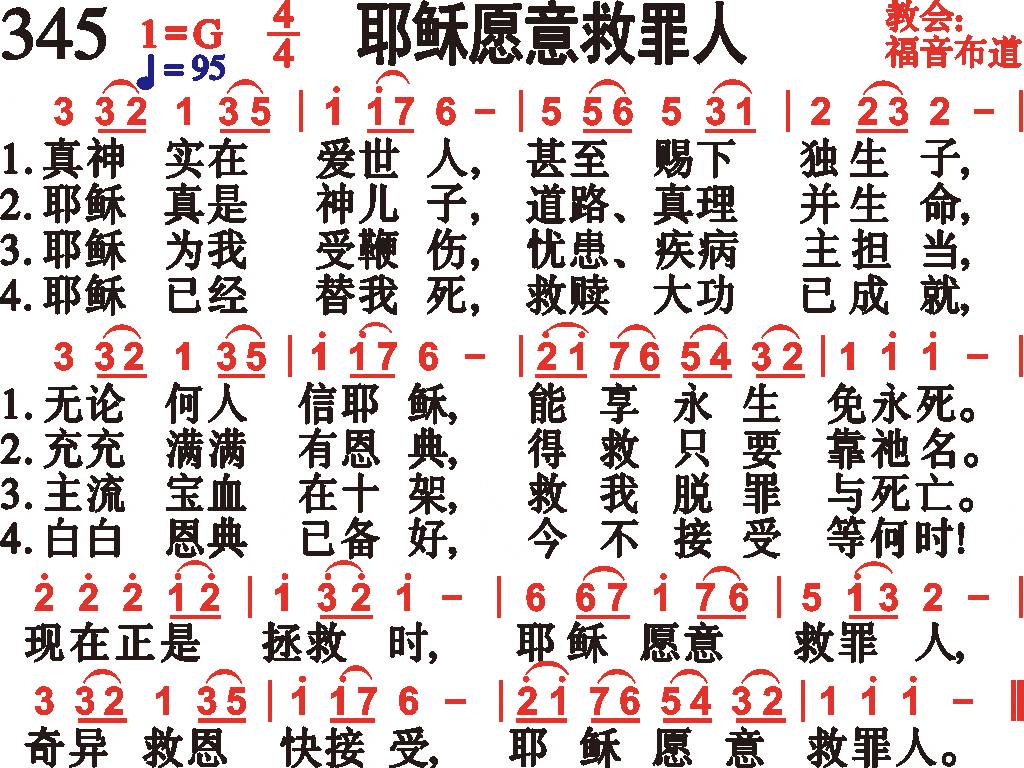 345 1=G 4/4 耶稣愿意救罪人 教会:
♩=95 福音布道
3 32 1 35 | i i7 6 – | 5 56 5 31 | 2 23 2 – |
1.真神 实在 爱世 人, 甚至 赐下 独生 子,
2.耶稣 真是 神儿 子, 道路、真理 并生 命,
3.耶稣 为我 受鞭 伤, 忧患、疾病 主担 当,
4.耶稣 已经 替我 死, 救赎 大功 已成 就,
3 32 1 35 | i i7 6 – | 2̇i 76 54 32 | 1 i i – |
1.无论 何人 信耶 稣, 能 享 永 生 免永死。
2.充充 满满 有恩 典, 得 救 只 要 靠祂名。
3.主流 宝血 在十 架, 救 我 脱 罪 与死亡。
4.白白 恩典 已备 好, 今 不 接 受 等何时!
2̇ 2̇ 2̇ i2̇ | i 3̇2̇ i – | 6 67 i 76 | 5 i3 2 – |
现在正是 拯救 时, 耶稣 愿意 救罪 人,
3 32 1 35 | i i7 6 – | 2̇i 76 54 32 | 1 i i – ‖
奇异 救恩 快接 受, 耶 稣 愿 意 救罪人。